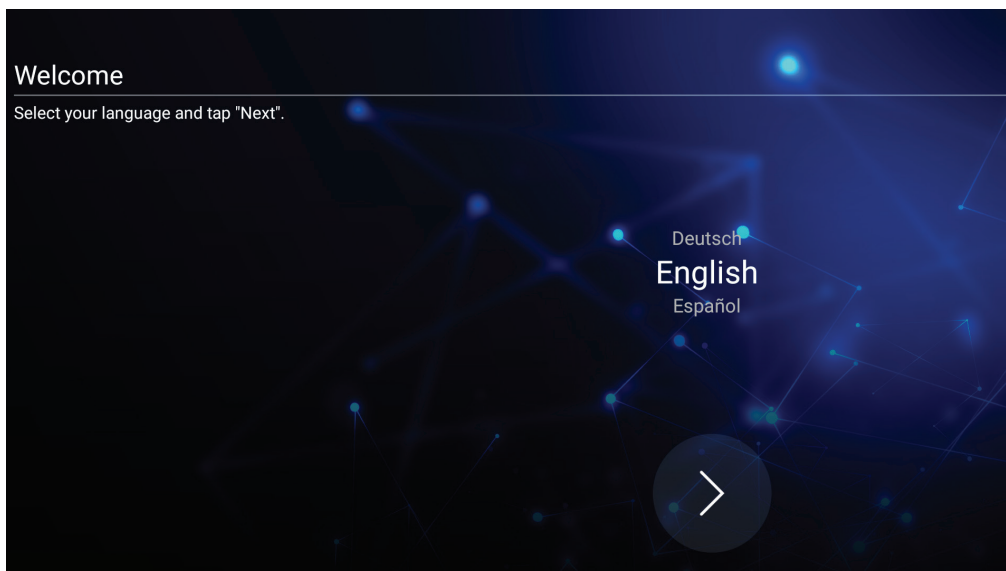 Welcome
Select your language and tap "Next".
Deutsch
English
Español